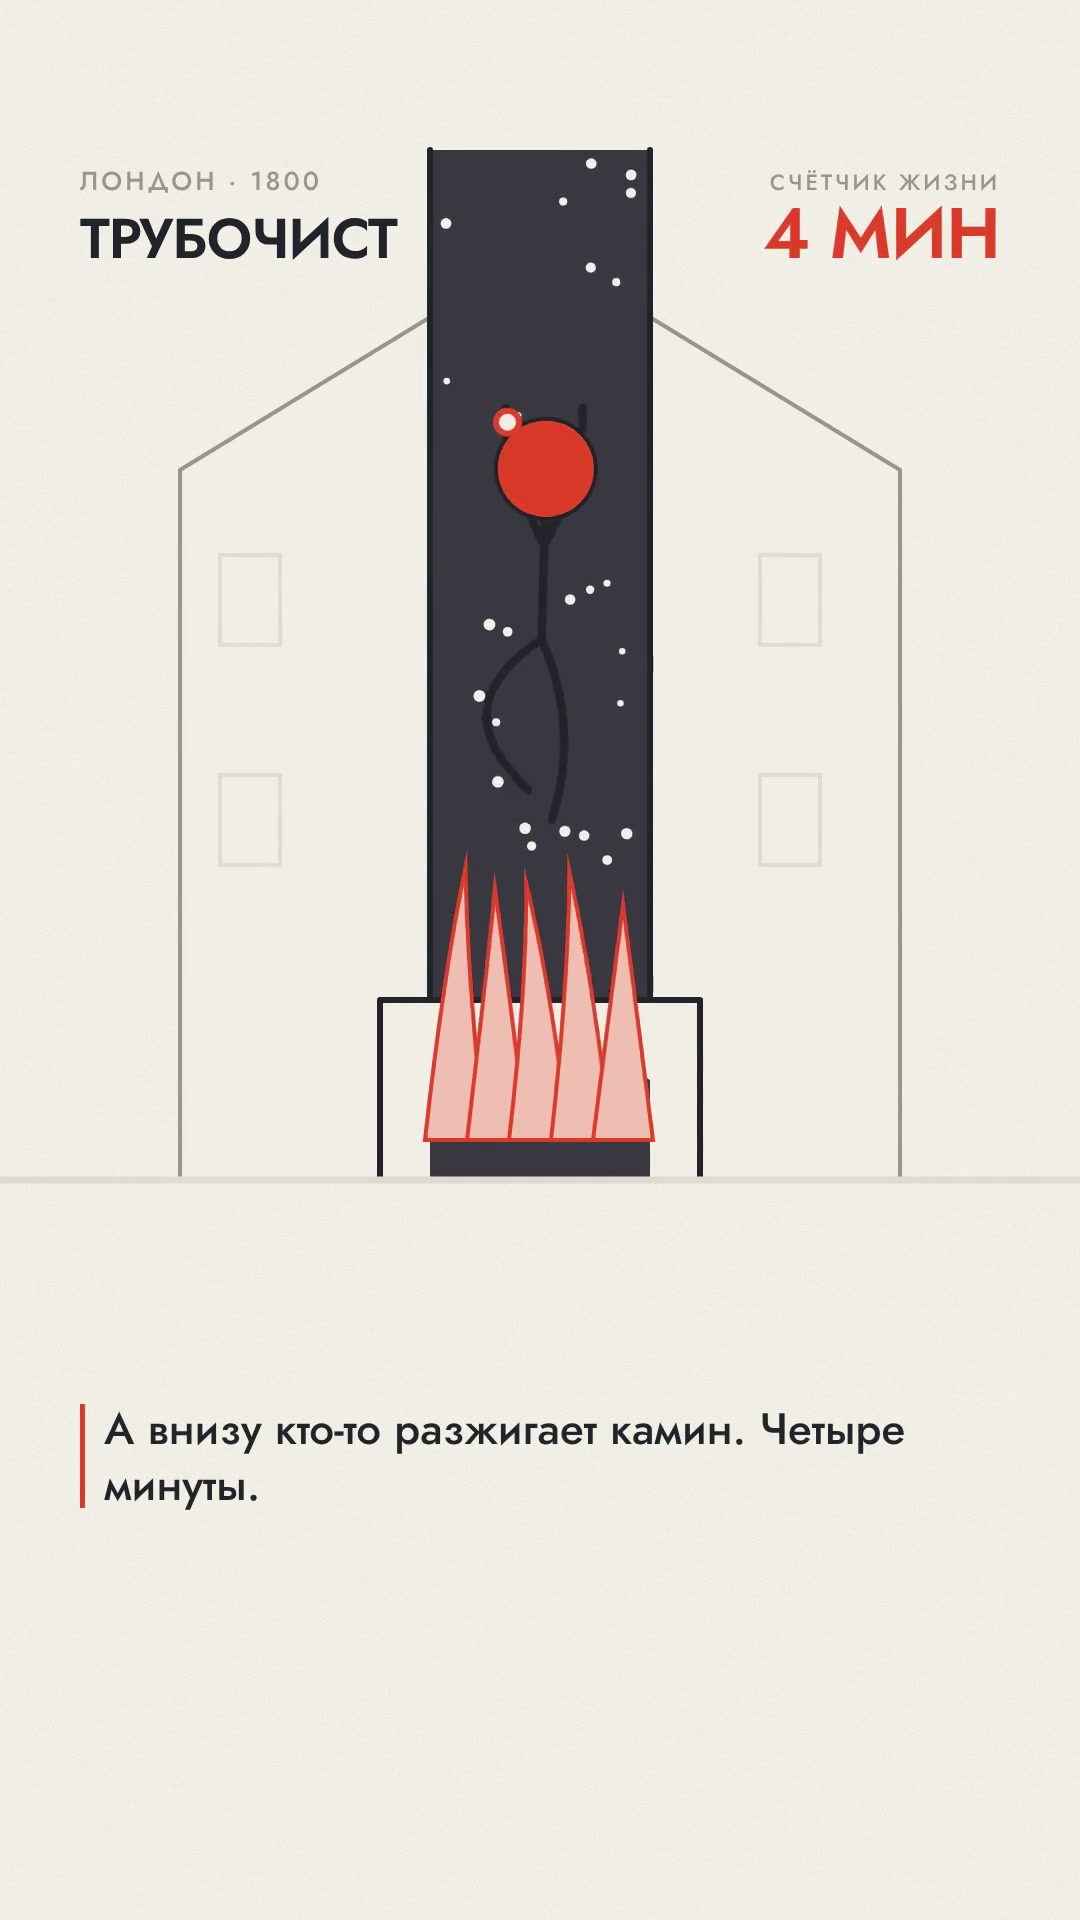 ЛОНДОН · 1800
ТРУБОЧИСТ
СЧЁТЧИК ЖИЗНИ
4 МИН
А внизу кто-то разжигает камин. Четыре
минуты.